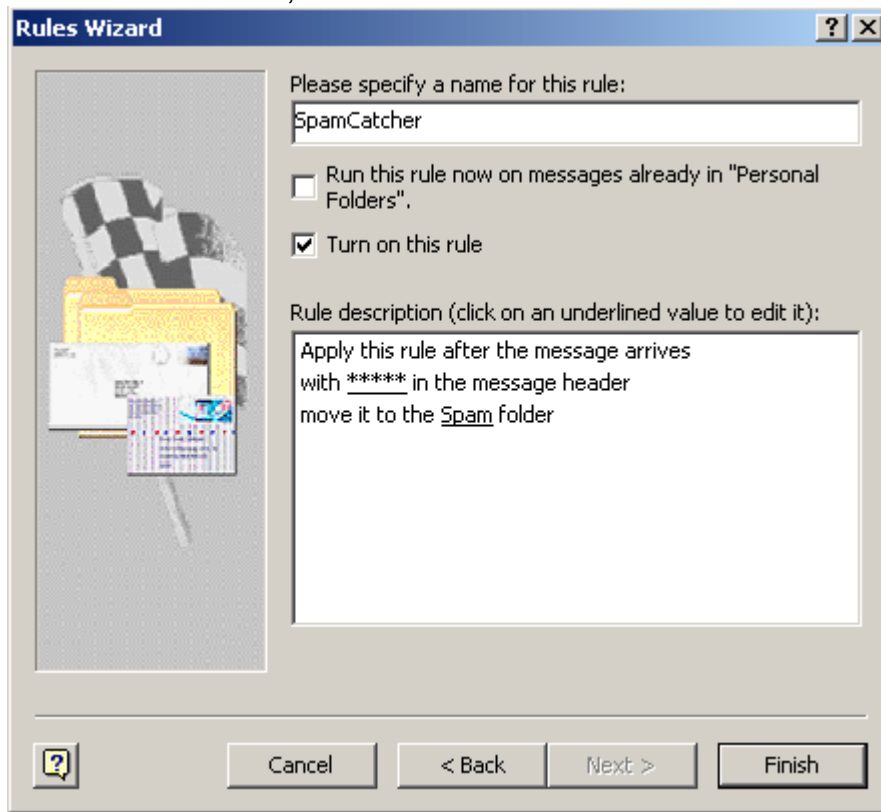 Rules Wizard
Please specify a name for this rule:
SpamCatcher
Run this rule now on messages already in "Personal
Folders".
Turn on this rule
Rule description (click on an underlined value to edit it):
Apply this rule after the message arrives
with ***** in the message header
move it to the Spam folder
Cancel
< Back
Next >
Finish